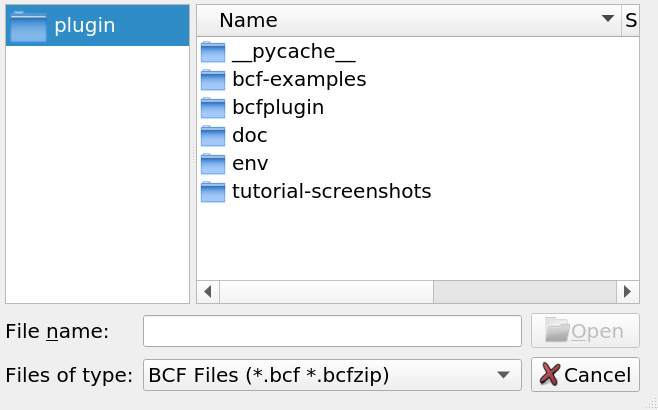 plugin
Name S
__pycache__
bcf-examples
bcfplugin
doc
env
tutorial-screenshots
File name: Open
Files of type: BCF Files (*.bcf *.bcfzip) Cancel